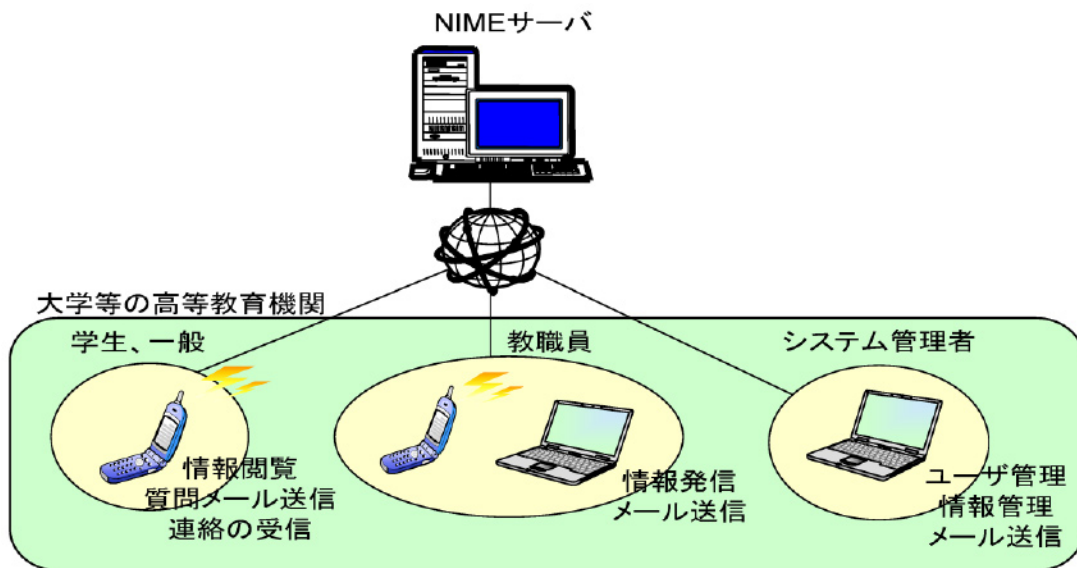 NIMEサーバ
大学等の高等教育機関
学生、一般
教職員
システム管理者
情報閲覧
質問メール送信
連絡の受信
情報発信
メール送信
ユーザ管理
情報管理
メール送信